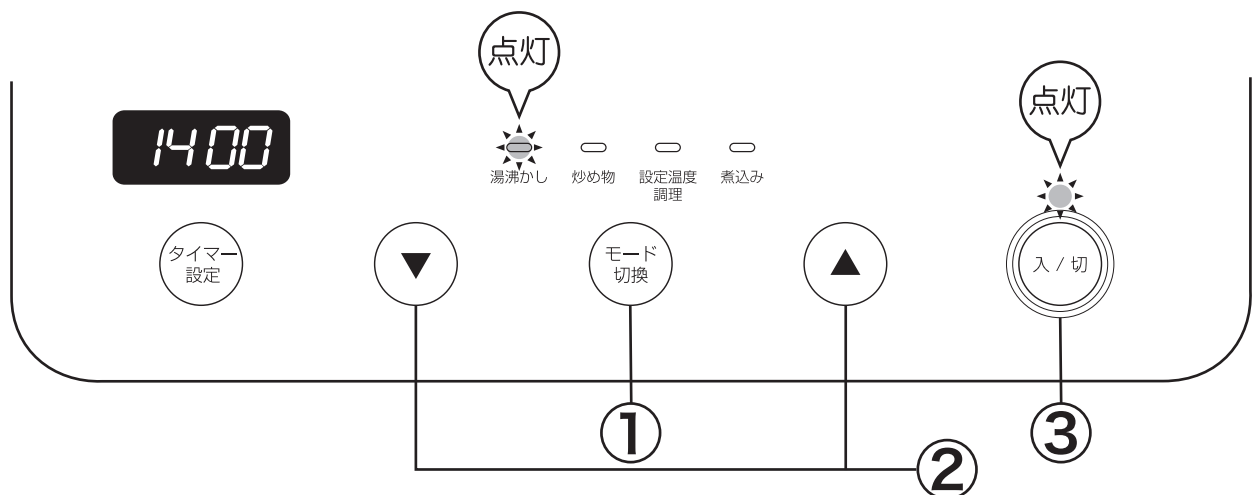 点灯
点灯
1400
湯沸かし
炒め物
設定温度
調理
煮込み
タイマー
設定
▼
モード
切換
▲
入 / 切
①
②
③